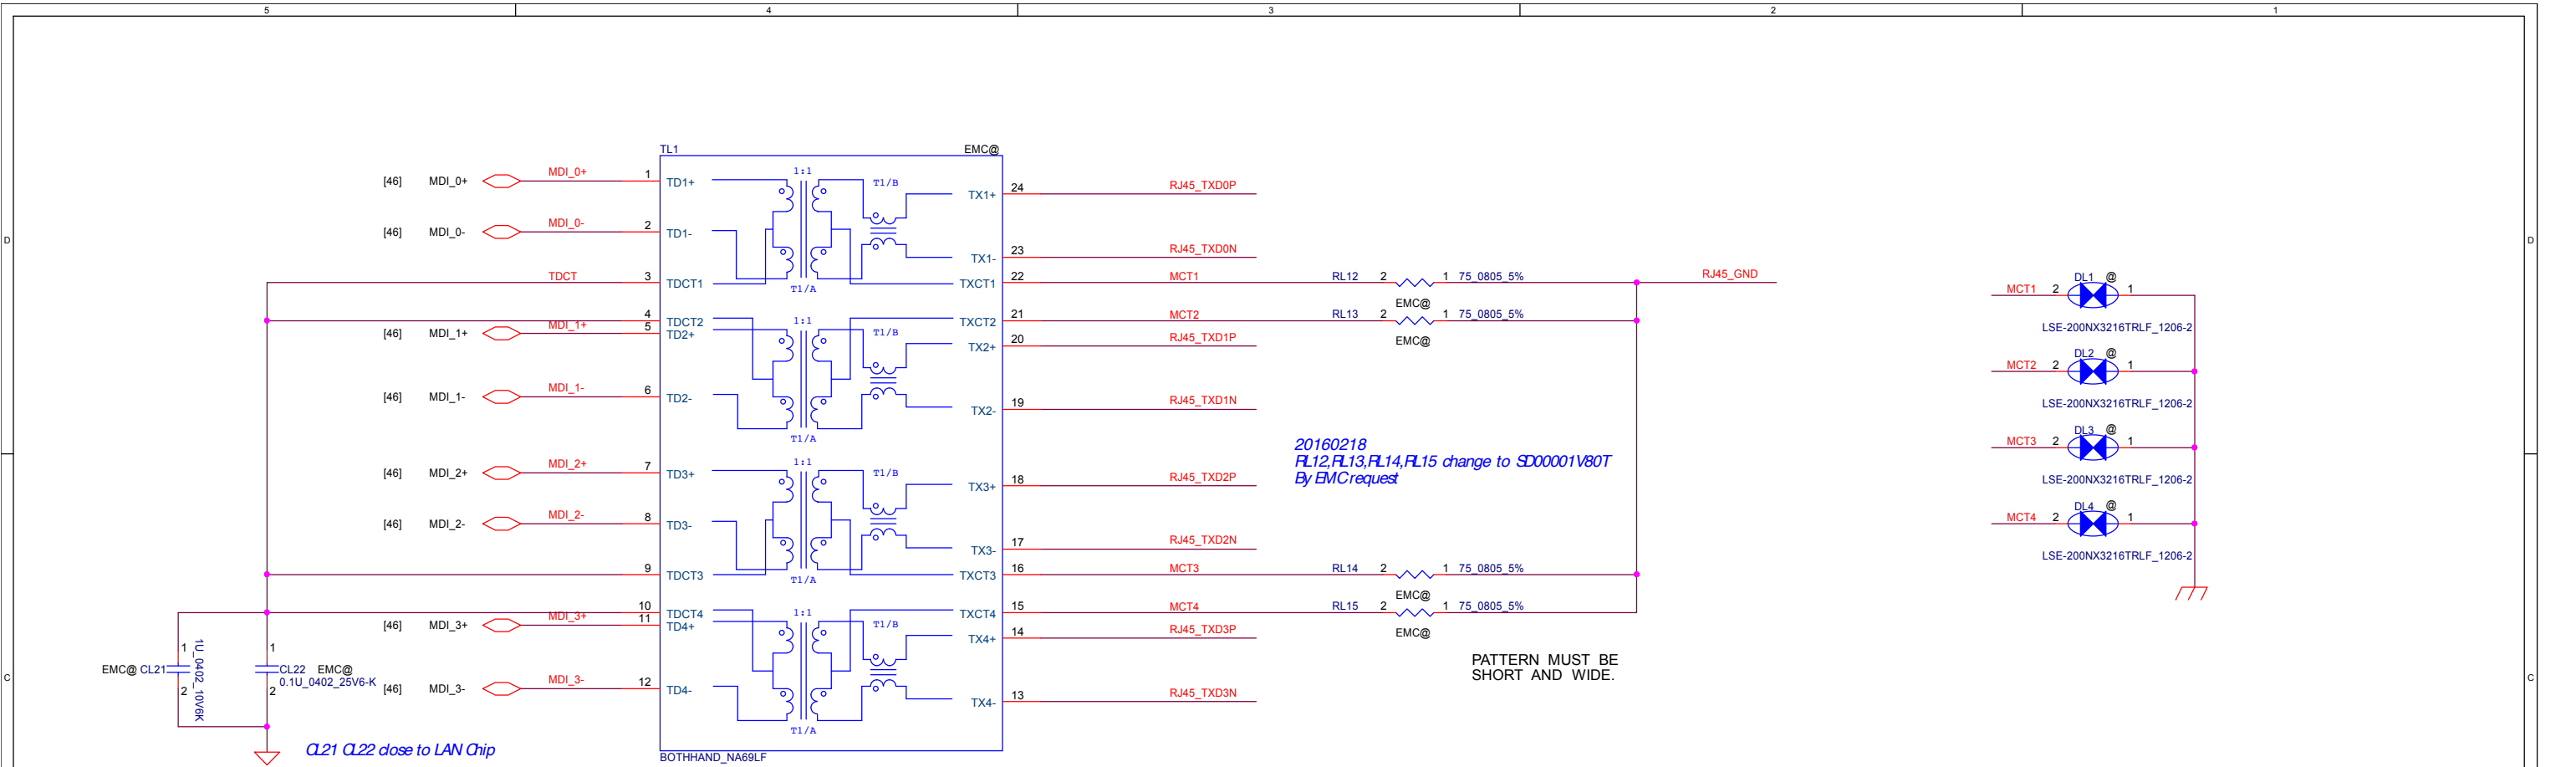 5 4 3 2 1
TL1 EMC@
[46] MDI_0+ MDI_0+ 1 TD1+ 1:1 T1/B TX1+ 24 RJ45_TXD0P
[46] MDI_0- MDI_0- 2 TD1- TX1- 23 RJ45_TXD0N
D D
TDCT 3 TDCT1 T1/A TXCT1 22 MCT1 RL12 2 1 75_0805_5% RJ45_GND
EMC@
4 TDCT2 1:1 TXCT2 21 MCT2 RL13 2 1 75_0805_5%
EMC@
[46] MDI_1+ MDI_1+ 5 TD2+ T1/B TX2+ 20 RJ45_TXD1P
[46] MDI_1- MDI_1- 6 TD2- TX2- 19 RJ45_TXD1N
T1/A
MCT1 2 DL1 @ 1
LSE-200NX3216TRLF_1206-2
MCT2 2 DL2 @ 1
LSE-200NX3216TRLF_1206-2
MCT3 2 DL3 @ 1
LSE-200NX3216TRLF_1206-2
MCT4 2 DL4 @ 1
LSE-200NX3216TRLF_1206-2
20160218
RL12,RL13,RL14,RL15 change to SD00001V80T
By EMC request
[46] MDI_2+ MDI_2+ 7 TD3+ 1:1 T1/B TX3+ 18 RJ45_TXD2P
[46] MDI_2- MDI_2- 8 TD3- TX3- 17 RJ45_TXD2N
9 TDCT3 T1/A TXCT3 16 MCT3 RL14 2 1 75_0805_5%
EMC@
10 TDCT4 1:1 TXCT4 15 MCT4 RL15 2 1 75_0805_5%
EMC@
[46] MDI_3+ MDI_3+ 11 TD4+ T1/B TX4+ 14 RJ45_TXD3P
[46] MDI_3- MDI_3- 12 TD4- TX4- 13 RJ45_TXD3N
T1/A
PATTERN MUST BE
SHORT AND WIDE.
C C
EMC@ CL21 1 2 1U_0402_10V6K
1 2 CL22 EMC@
0.1U_0402_25V6-K
CL21 CL22 close to LAN Chip
BOTHHAND_NA69LF